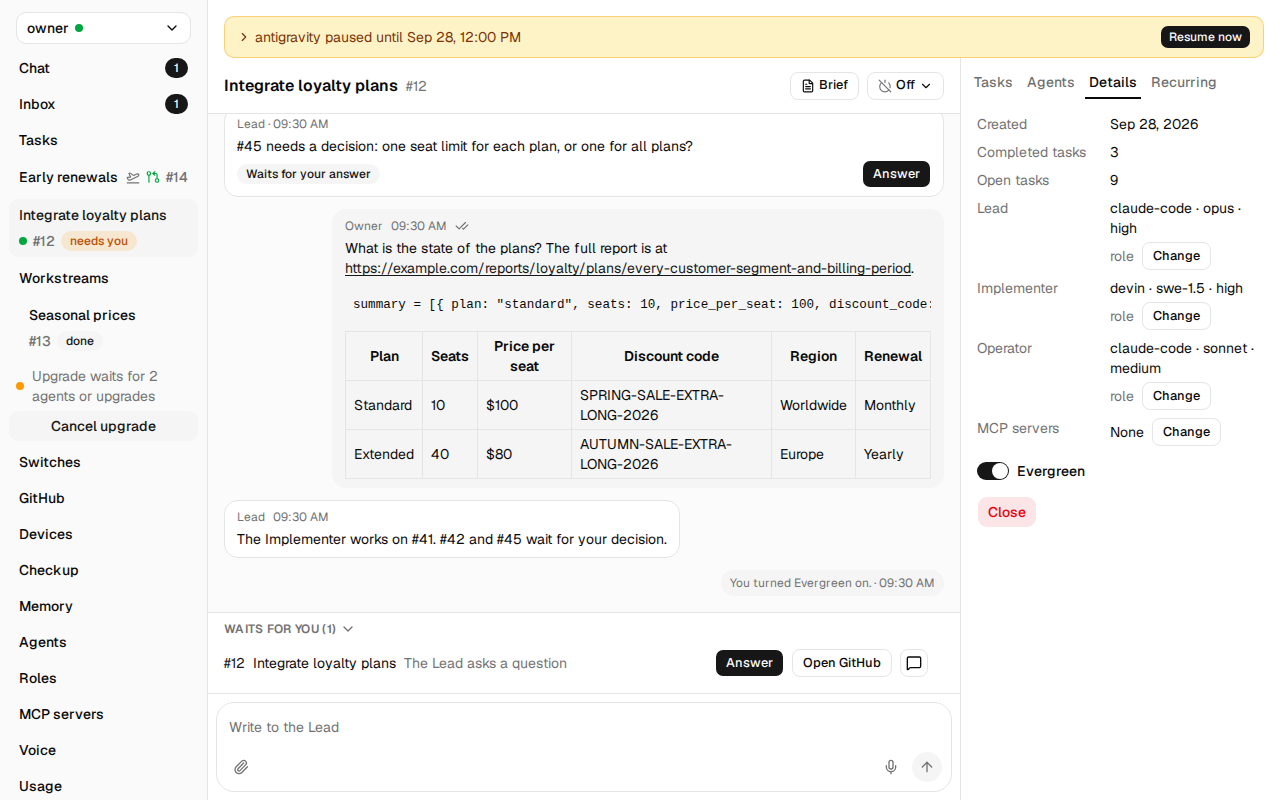 owner
Chat 1
Inbox 1
Tasks
Early renewals #14
Integrate loyalty plans
#12 needs you
Workstreams
Seasonal prices
#13 done
Upgrade waits for 2
agents or upgrades
Cancel upgrade
Switches
GitHub
Devices
Checkup
Memory
Agents
Roles
MCP servers
Voice
Usage
antigravity paused until Sep 28, 12:00 PM
Resume now
Integrate loyalty plans #12
Brief
Off
Lead · 09:30 AM
#45 needs a decision: one seat limit for each plan, or one for all plans?
Waits for your answer
Answer
Owner 09:30 AM
What is the state of the plans? The full report is at
https://example.com/reports/loyalty/plans/every-customer-segment-and-billing-period.
summary = [{ plan: "standard", seats: 10, price_per_seat: 100, discount_code:
Plan Seats Price per seat Discount code Region Renewal
Standard 10 $100 SPRING-SALE-EXTRA-LONG-2026 Worldwide Monthly
Extended 40 $80 AUTUMN-SALE-EXTRA-LONG-2026 Europe Yearly
Lead 09:30 AM
The Implementer works on #41. #42 and #45 wait for your decision.
You turned Evergreen on. · 09:30 AM
WAITS FOR YOU (1)
#12 Integrate loyalty plans The Lead asks a question
Answer
Open GitHub
Write to the Lead
Tasks Agents Details Recurring
Created Sep 28, 2026
Completed tasks 3
Open tasks 9
Lead claude-code · opus · high
role Change
Implementer devin · swe-1.5 · high
role Change
Operator claude-code · sonnet · medium
role Change
MCP servers None Change
Evergreen
Close